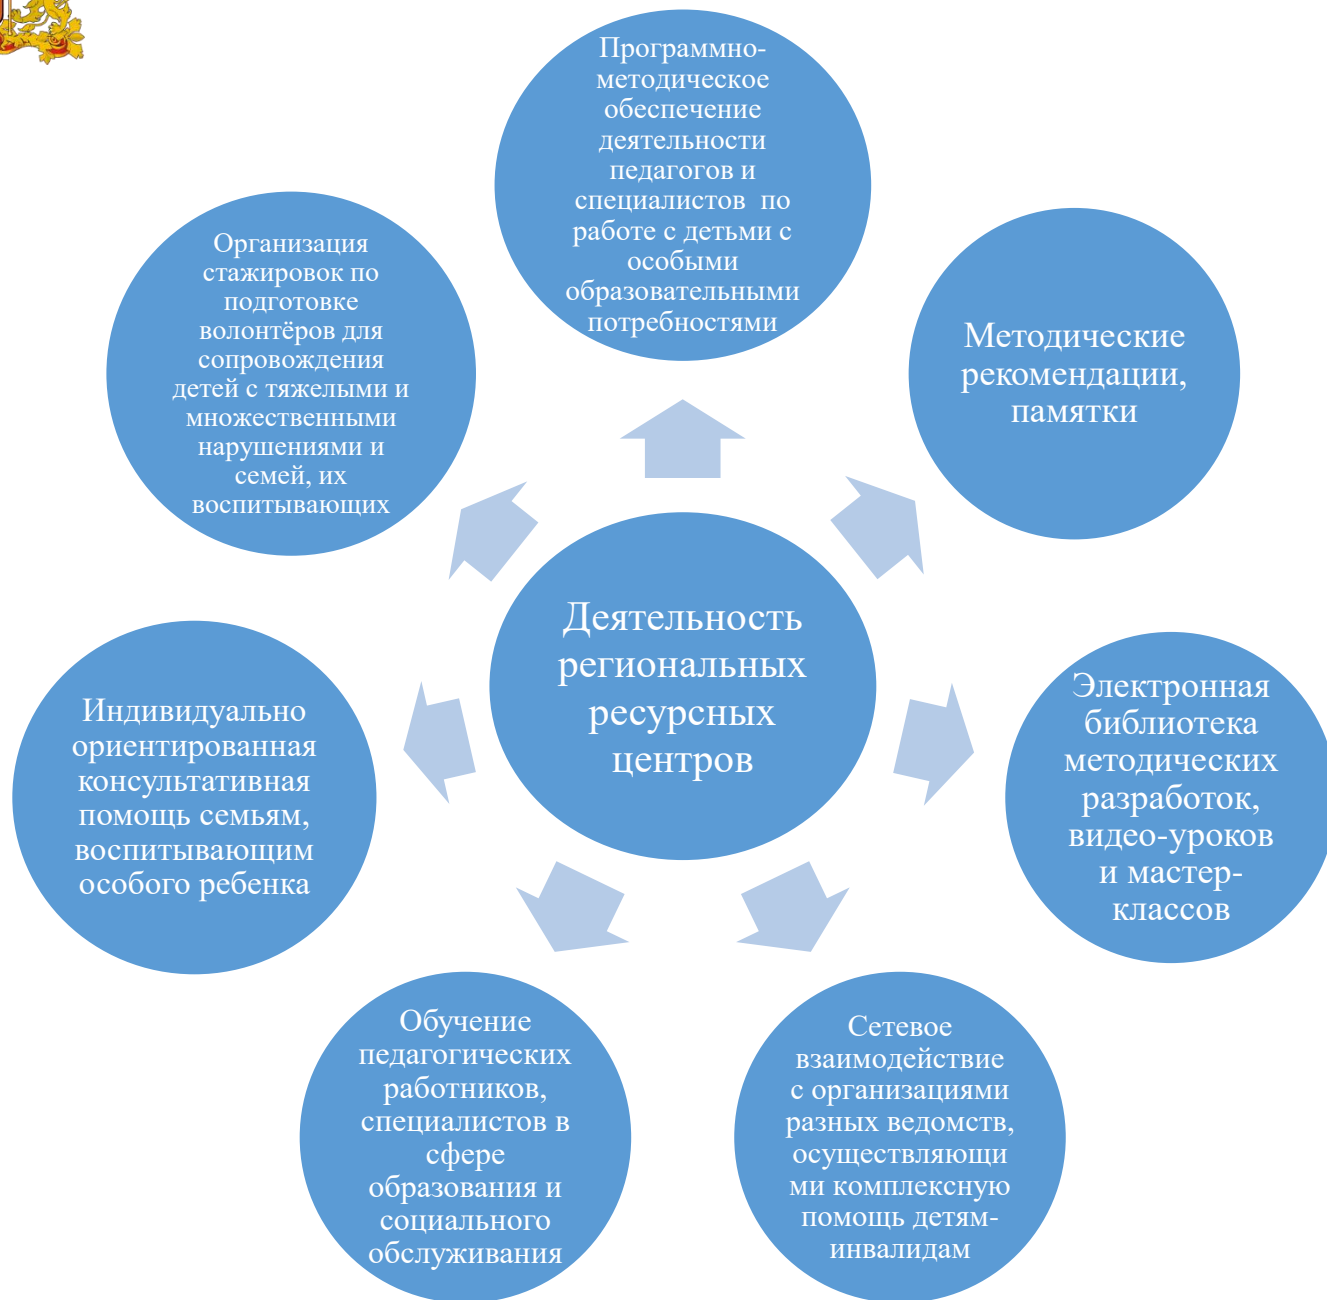 Программно-
методическое
обеспечение
деятельности
педагогов и
специалистов по
работе с детьми с
особыми
образовательными
потребностями
Методические
рекомендации,
памятки
Электронная
библиотека
методических
разработок,
видео-уроков
и мастер-
классов
Сетевое
взаимодействие
с организациями
разных ведомств,
осуществляющи
ми комплексную
помощь детям-
инвалидам
Обучение
педагогических
работников,
специалистов в
сфере
образования и
социального
обслуживания
Индивидуально
ориентированная
консультативная
помощь семьям,
воспитывающим
особого ребенка
Организация
стажировок по
подготовке
волонтёров для
сопровождения
детей с тяжелыми и
множественными
нарушениями и
семей, их
воспитывающих
Деятельность
региональных
ресурсных
центров